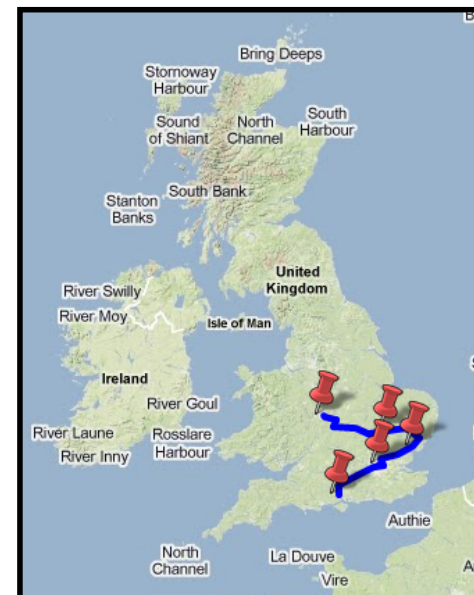 B
Bring Deeps
Stornoway
Harbour
Sound
of Shiant
North
Channel
South
Harbour
Stanton
Banks
South Bank
United
Kingdom
River Swilly
River Moy
Isle of Man
Ireland
River Goul
River Laune
Rosslare
Harbour
River Inny
Authie
North
Channel
La Douve
Vire
A